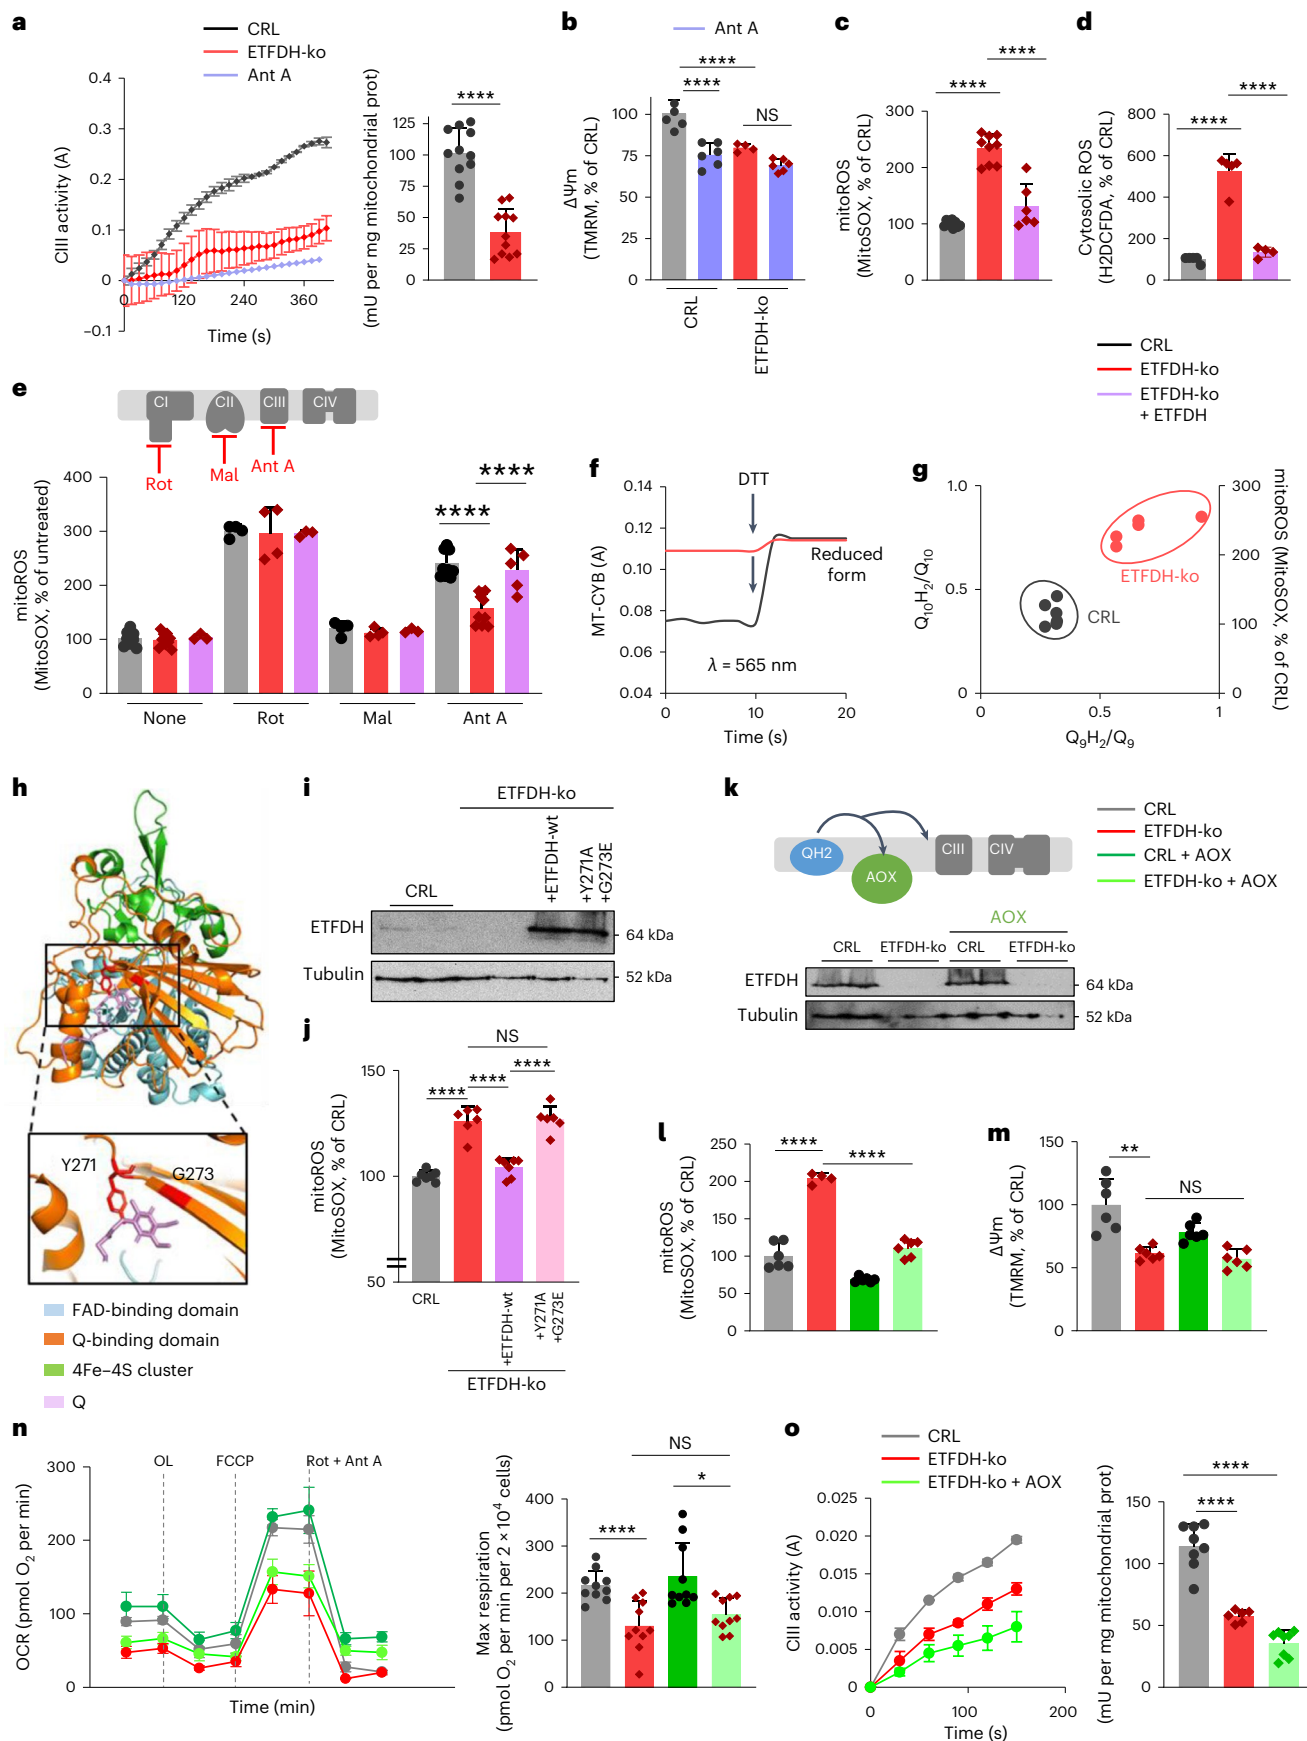 a
CRL
ETFDH-ko
Ant A
CIII activity (A)
0.4
0.3
0.2
0.1
0
–0.1
0
120
240
360
Time (s)
(mU per mg mitochondrial prot)
125
100
75
50
25
0
****
b
Ant A
****
****
NS
ΔΨm
(TMRM, % of CRL)
100
75
50
25
0
CRL
ETFDH-ko
c
****
****
mitoROS
(MitoSOX, % of CRL)
300
200
100
0
d
****
****
Cytosolic ROS
(H2DCFDA, % of CRL)
800
600
400
200
0
CRL
ETFDH-ko
ETFDH-ko
+ ETFDH
e
CI
CII
CIII
CIV
Rot
Mal
Ant A
mitoROS
(MitoSOX, % of untreated)
400
300
200
100
0
****
****
None
Rot
Mal
Ant A
f
DTT
MT-CYB (A)
0.14
0.12
0.10
0.08
0.06
0.04
Reduced
form
λ = 565 nm
0
10
20
Time (s)
g
Q10H2/Q10
1.0
0.5
0
ETFDH-ko
CRL
300
200
100
0
mitoROS (MitoSOX, % of CRL)
0
0.5
1
Q9H2/Q9
h
Y271
G273
FAD-binding domain
Q-binding domain
4Fe–4S cluster
Q
i
ETFDH-ko
CRL
+ETFDH-wt
+Y271A
+G273E
ETFDH
64 kDa
Tubulin
52 kDa
j
NS
****
****
****
mitoROS
(MitoSOX, % of CRL)
150
100
50
CRL
+ETFDH-wt
+Y271A
+G273E
ETFDH-ko
k
QH2
AOX
CIII
CIV
CRL
ETFDH-ko
CRL + AOX
ETFDH-ko + AOX
AOX
CRL
ETFDH-ko
CRL
ETFDH-ko
ETFDH
64 kDa
Tubulin
52 kDa
l
****
****
mitoROS
(MitoSOX, % of CRL)
250
200
150
100
50
0
m
**
NS
ΔΨm
(TMRM, % of CRL)
150
100
50
0
n
OL
FCCP
Rot + Ant A
OCR (pmol O2 per min)
300
200
100
0
Time (min)
NS
*
****
Max respiration
(pmol O2 per min per 2 × 10^4 cells)
400
300
200
100
0
o
CRL
ETFDH-ko
ETFDH-ko + AOX
CIII activity (A)
0.025
0.020
0.015
0.010
0.005
0
0
100
200
Time (s)
****
****
(mU per mg mitochondrial prot)
150
100
50
0